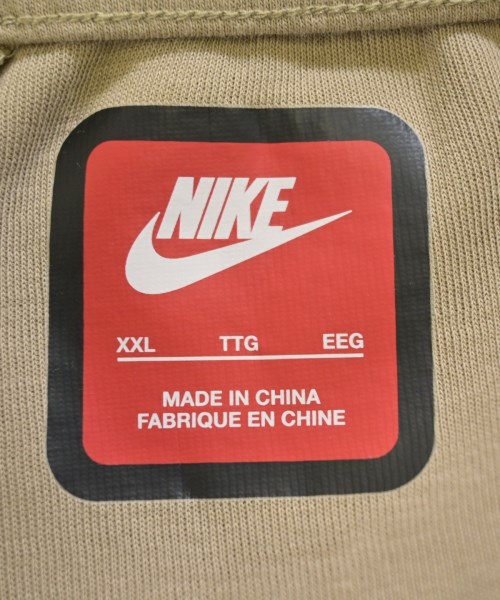 NIKE
XXL TTG EEG
MADE IN CHINA
FABRIQUE EN CHINE